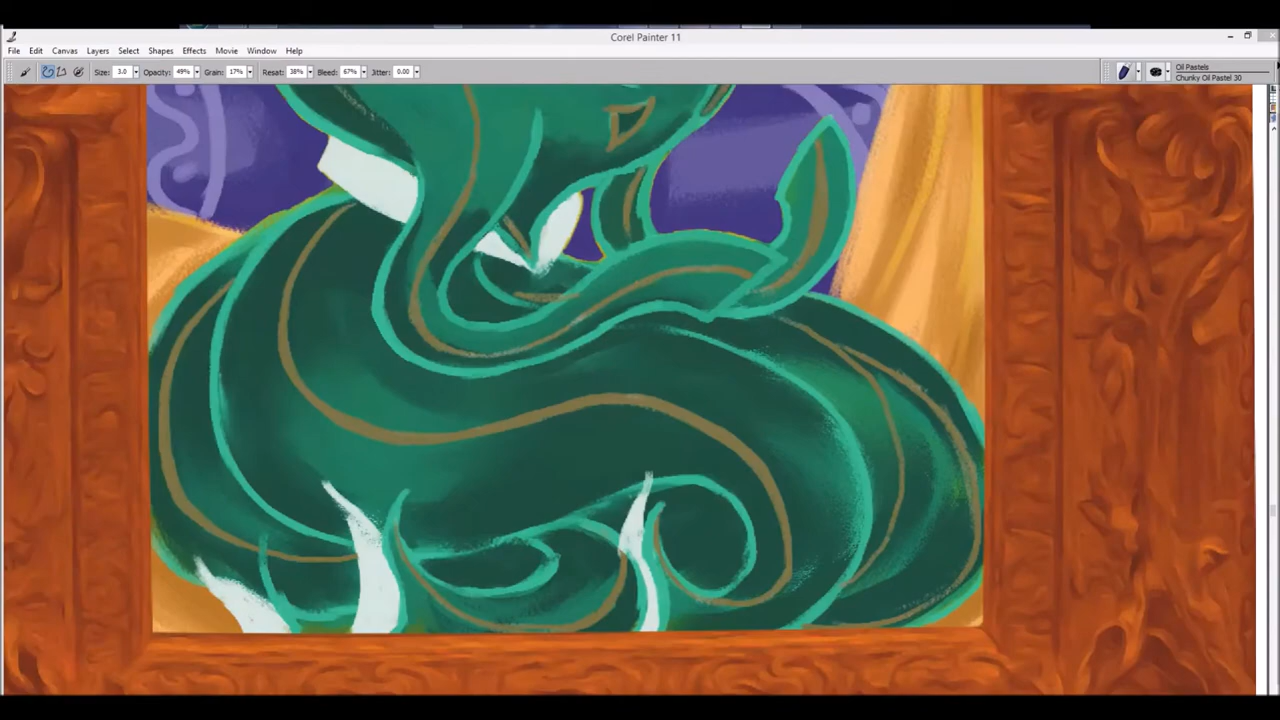 Corel Painter 11
File Edit Canvas Layers Select Shapes Effects Movie Window Help
Size: 3.0 Opacity: 49% Grain: 17% Resat: 38% Bleed: 67% Jitter: 0.00
Oil Pastels
Chunky Oil Pastel 30